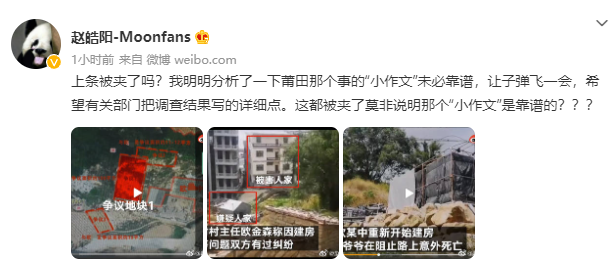 赵皓阳-Moonfans
1小时前 来自 微博 weibo.com
上条被夹了吗？我明明分析了一下莆田那个事的“小作文”未必靠谱，让子弹飞一会，希
望有关部门把调查结果写的详细点。这都被夹了莫非说明那个“小作文”是靠谱的？？？
争议地块1
被害人家
嫌疑人家
村主任欧金森称因建房
问题双方有过纠纷
欧某中重新开始建房
爷爷在阻止路上意外死亡